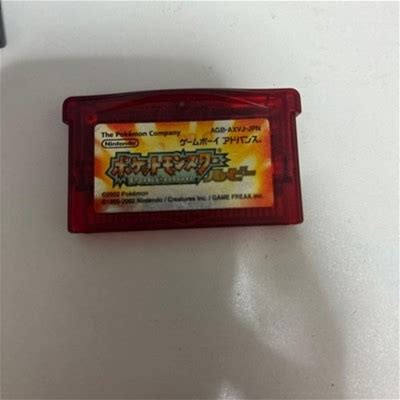 The Pokémon Company
AGB-AXVJ-JPN
Nintendo
ゲームボーイ アドバンス
ポケットモンスター
ルビー
©2002 Pokémon
©1995-2002 Nintendo / Creatures inc. / GAME FREAK inc.